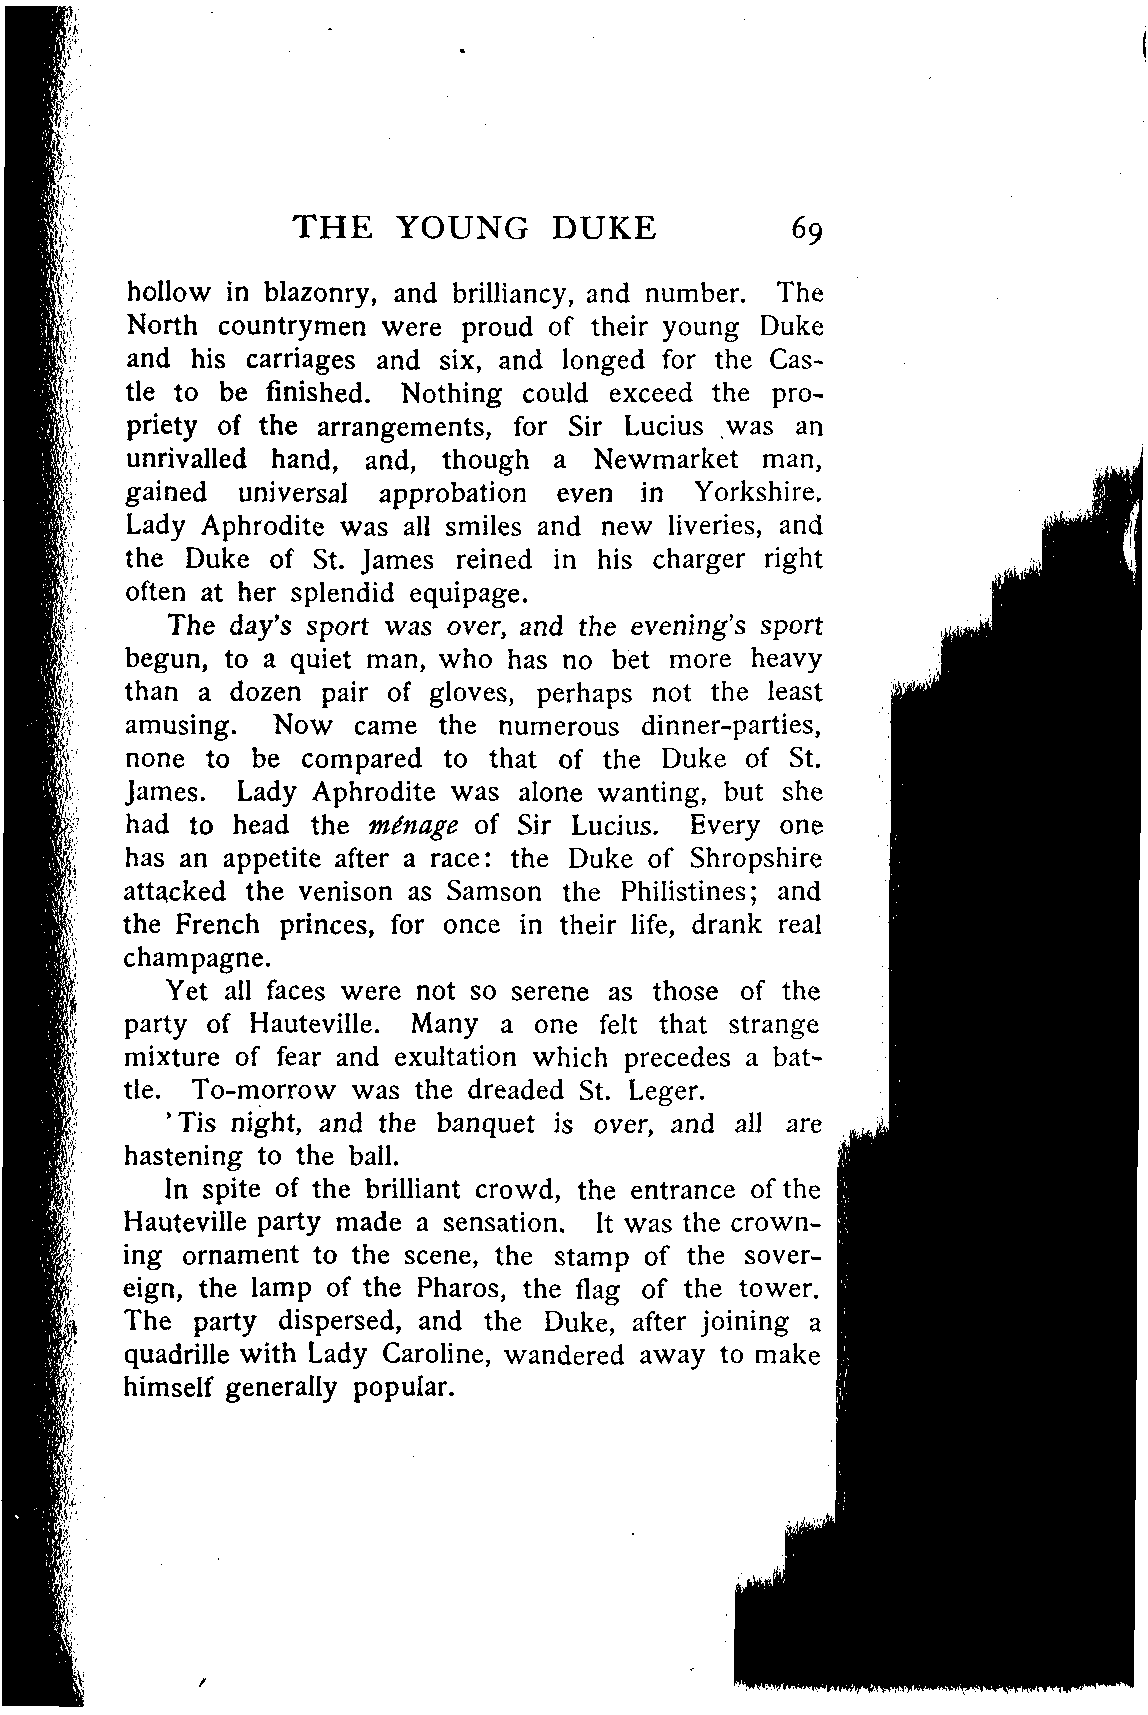 THE YOUNG DUKE 69
hollow in blazonry, and brilliancy, and number. The
North countrymen were proud of their young Duke
and his carriages and six, and longed for the Cas-
tle to be finished. Nothing could exceed the pro-
priety of the arrangements, for Sir Lucius was an
unrivalled hand, and, though a Newmarket man,
gained universal approbation even in Yorkshire.
Lady Aphrodite was all smiles and new liveries, and
the Duke of St. James reined in his charger right
often at her splendid equipage.
The day's sport was over, and the evening's sport
begun, to a quiet man, who has no bet more heavy
than a dozen pair of gloves, perhaps not the least
amusing. Now came the numerous dinner-parties,
none to be compared to that of the Duke of St.
James. Lady Aphrodite was alone wanting, but she
had to head the ménage of Sir Lucius. Every one
has an appetite after a race: the Duke of Shropshire
attacked the venison as Samson the Philistines; and
the French princes, for once in their life, drank real
champagne.
Yet all faces were not so serene as those of the
party of Hauteville. Many a one felt that strange
mixture of fear and exultation which precedes a bat-
tle. To-morrow was the dreaded St. Leger.
'Tis night, and the banquet is over, and all are
hastening to the ball.
In spite of the brilliant crowd, the entrance of the
Hauteville party made a sensation. It was the crown-
ing ornament to the scene, the stamp of the sover-
eign, the lamp of the Pharos, the flag of the tower.
The party dispersed, and the Duke, after joining a
quadrille with Lady Caroline, wandered away to make
himself generally popular.